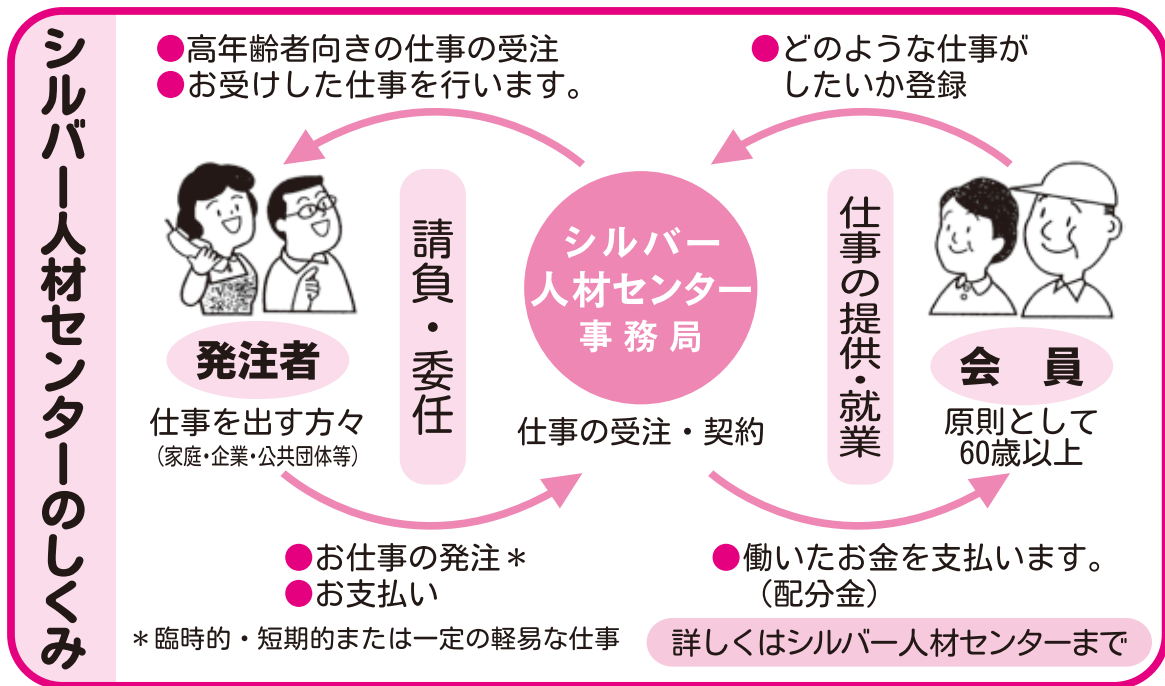 シルバー人材センターのしくみ
●高年齢者向きの仕事の受注
●お受けした仕事を行います。
●どのような仕事が
したいか登録
請負・委任
シルバー
人材センター
事務局
仕事の受注・契約
仕事の提供・就業
発注者
仕事を出す方々
（家庭・企業・公共団体等）
会　員
原則として
60歳以上
●お仕事の発注＊
●お支払い
●働いたお金を支払います。
（配分金）
＊臨時的・短期的または一定の軽易な仕事
詳しくはシルバー人材センターまで